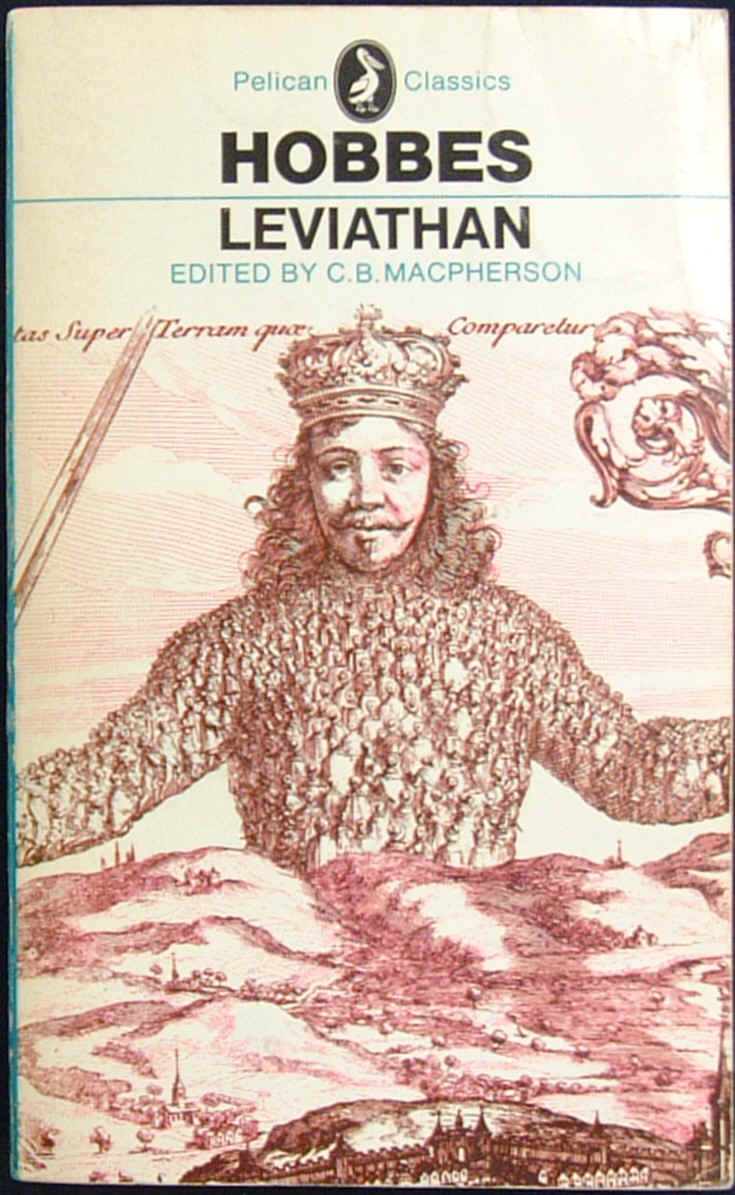 Pelican Classics
HOBBES
LEVIATHAN
EDITED BY C.B. MACPHERSON
tas Super Terram quæ Comparetur